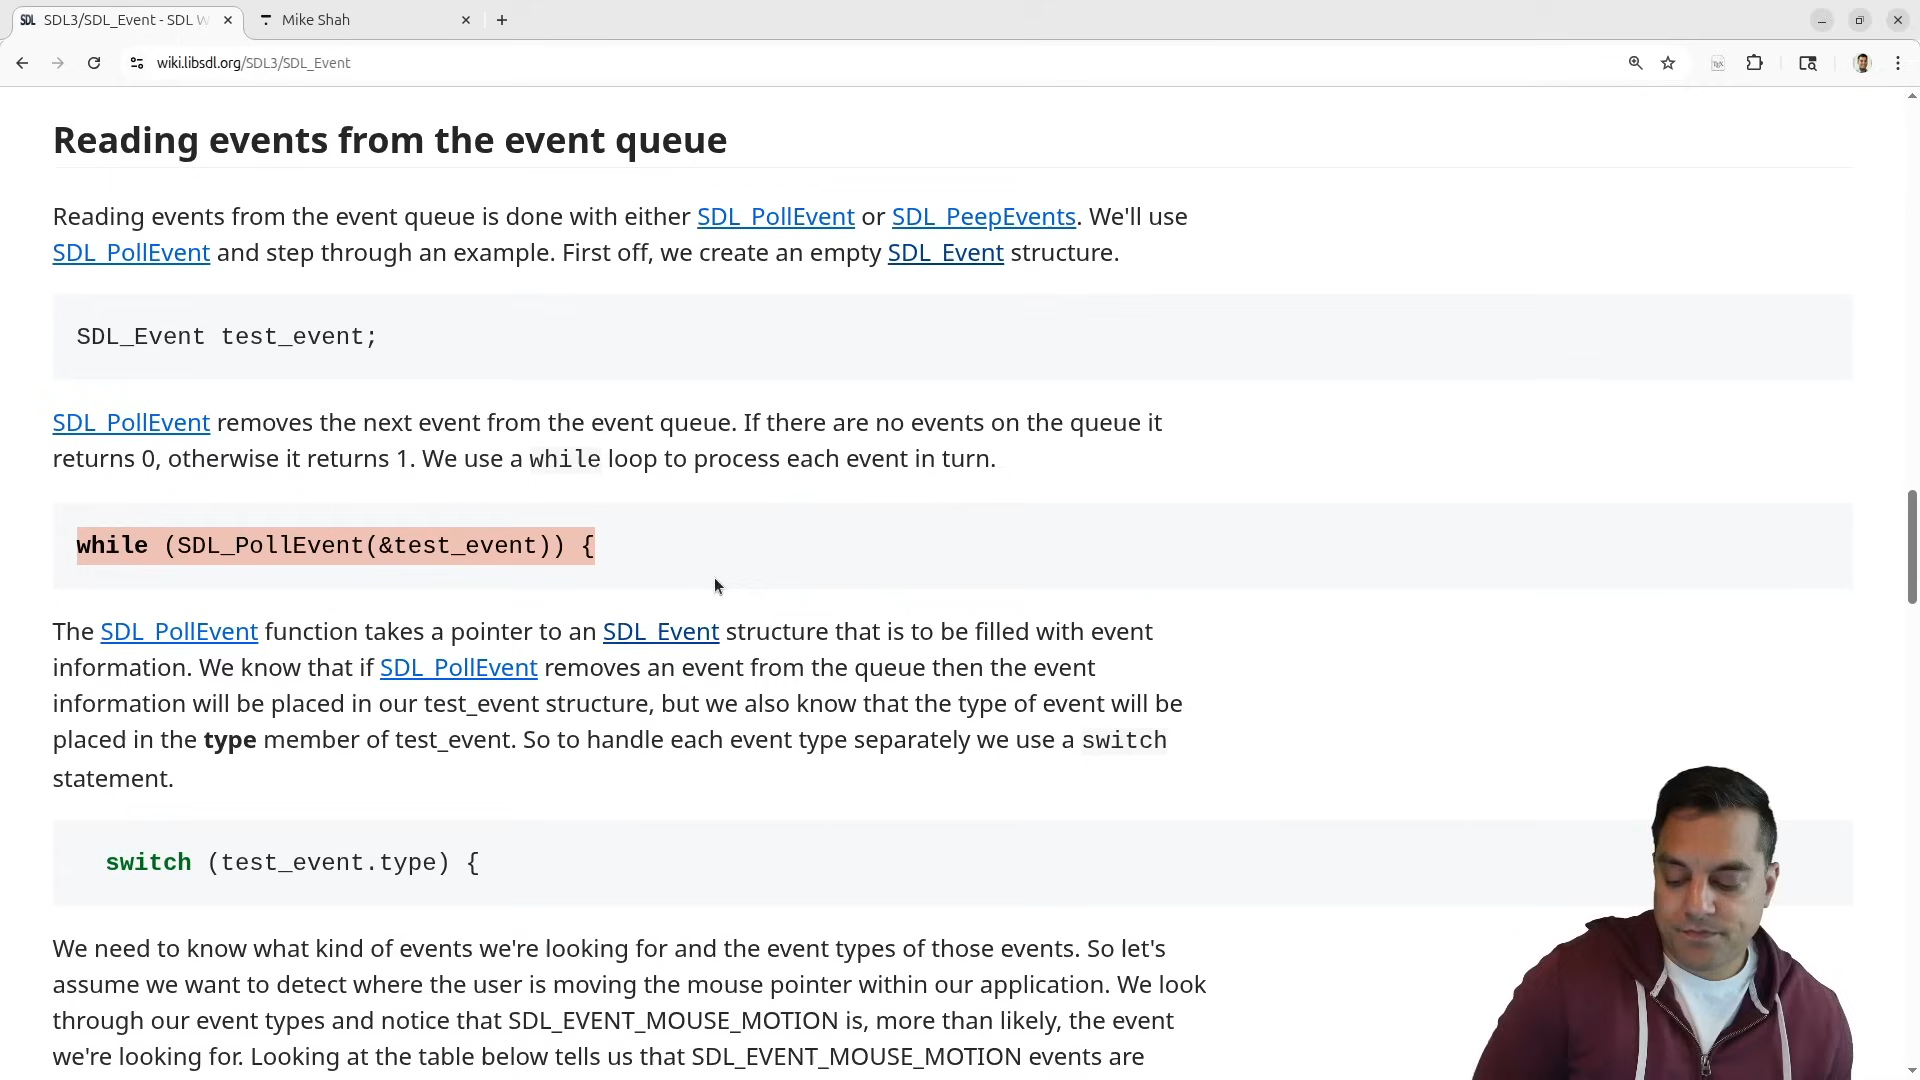 SDL SDL3/SDL_Event - SDL W
Mike Shah
wiki.libsdl.org/SDL3/SDL_Event
Reading events from the event queue
Reading events from the event queue is done with either SDL_PollEvent or SDL_PeepEvents. We'll use
SDL_PollEvent and step through an example. First off, we create an empty SDL_Event structure.
SDL_Event test_event;
SDL_PollEvent removes the next event from the event queue. If there are no events on the queue it
returns 0, otherwise it returns 1. We use a while loop to process each event in turn.
while (SDL_PollEvent(&test_event)) {
The SDL_PollEvent function takes a pointer to an SDL_Event structure that is to be filled with event
information. We know that if SDL_PollEvent removes an event from the queue then the event
information will be placed in our test_event structure, but we also know that the type of event will be
placed in the type member of test_event. So to handle each event type separately we use a switch
statement.
switch (test_event.type) {
We need to know what kind of events we're looking for and the event types of those events. So let's
assume we want to detect where the user is moving the mouse pointer within our application. We look
through our event types and notice that SDL_EVENT_MOUSE_MOTION is, more than likely, the event
we're looking for. Looking at the table below tells us that SDL_EVENT_MOUSE_MOTION events are